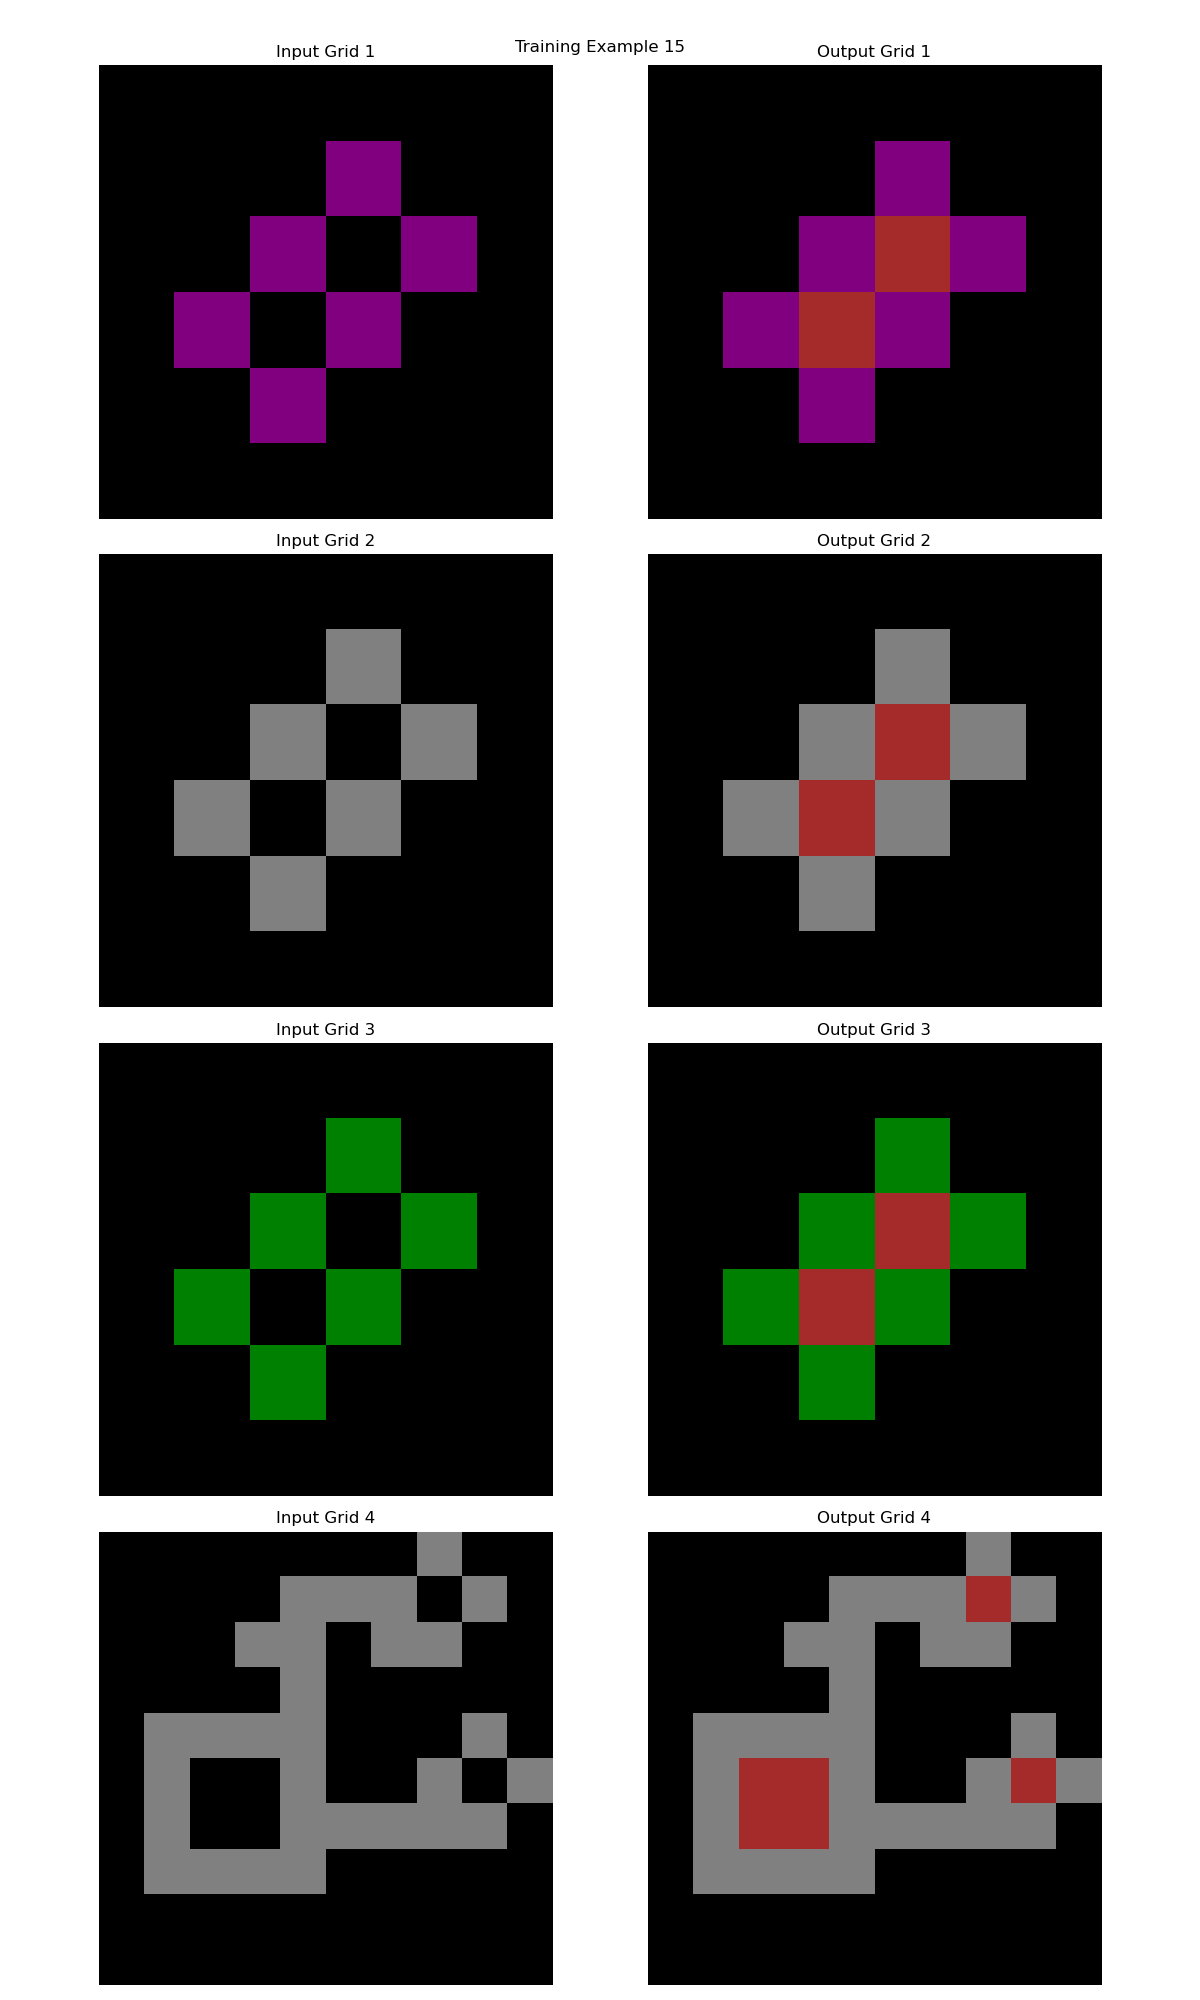 Training Example 15
Input Grid 1
Output Grid 1
Input Grid 2
Output Grid 2
Input Grid 3
Output Grid 3
Input Grid 4
Output Grid 4